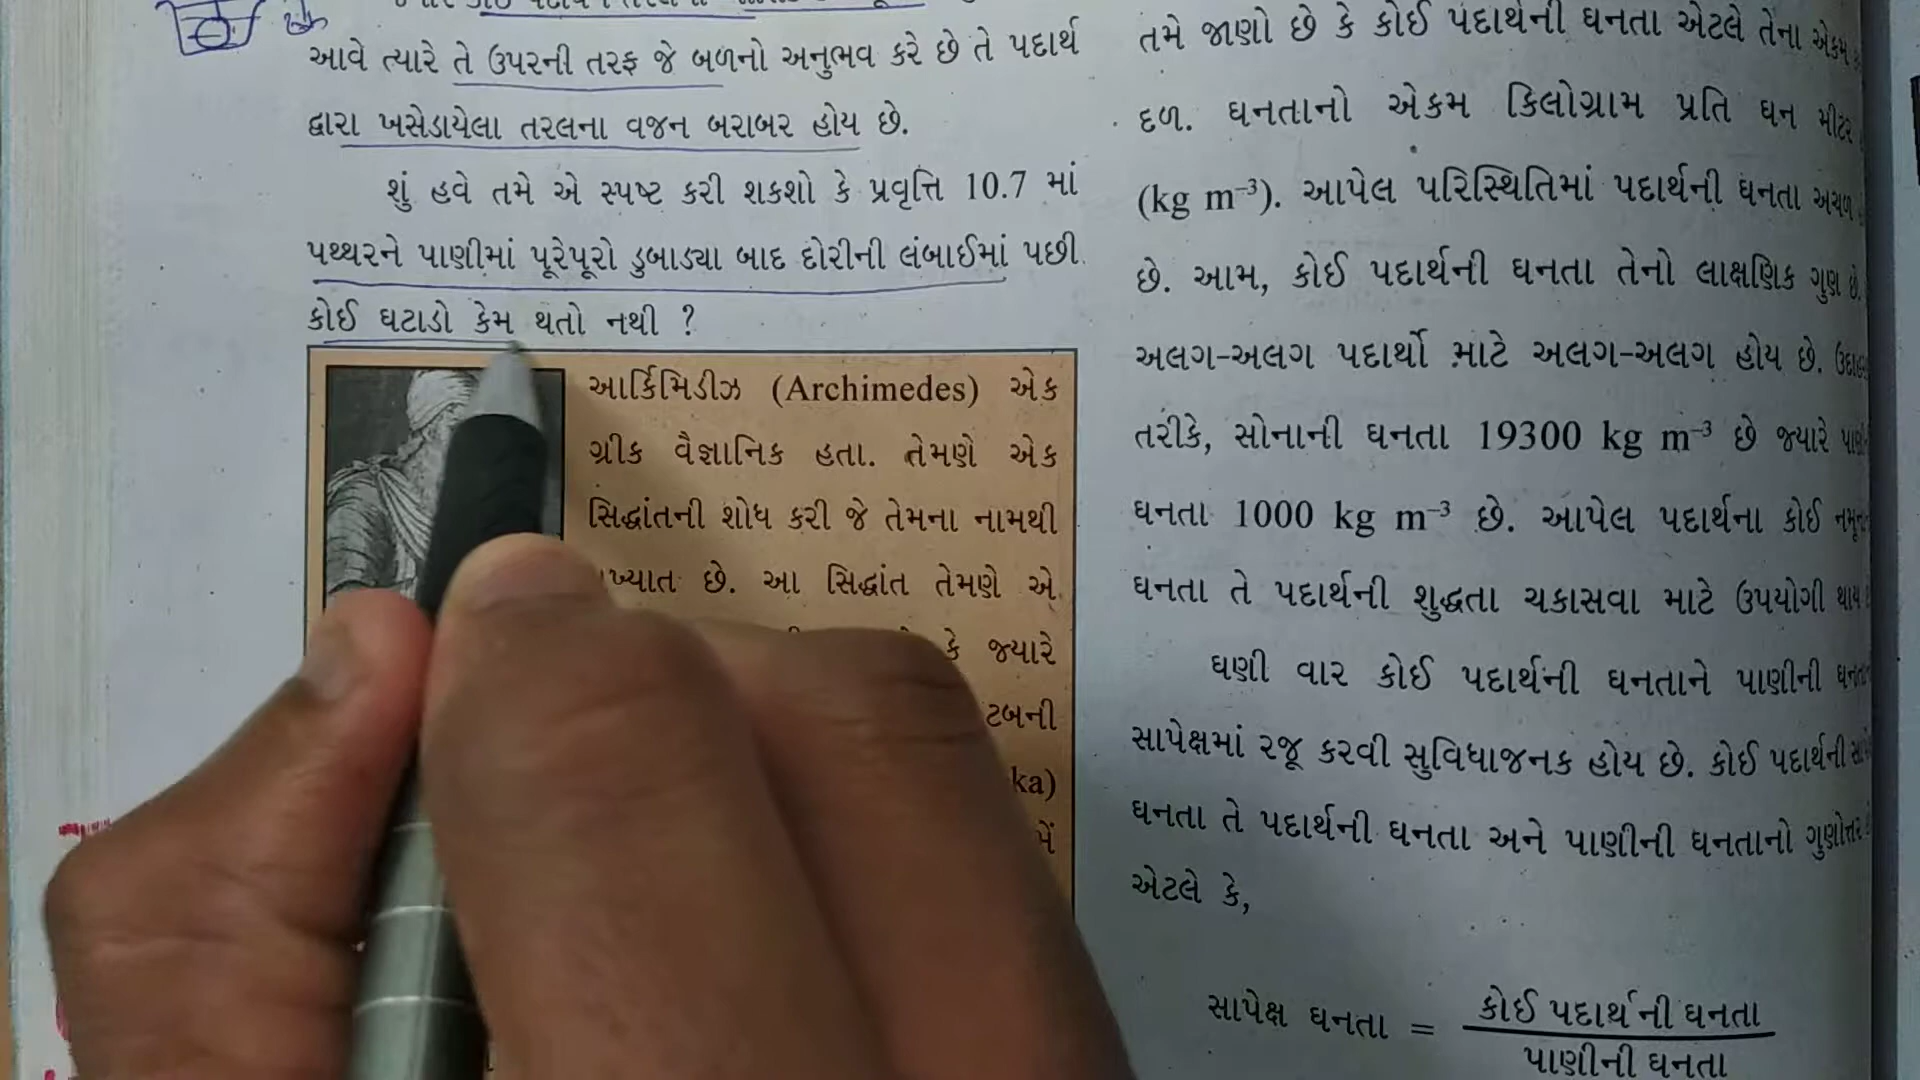 આવે ત્યારે તે ઉપરની તરફ જે બળનો અનુભવ કરે છે તે પદાર્થ
દ્વારા ખસેડાયેલા તરલના વજન બરાબર હોય છે.
શું હવે તમે એ સ્પષ્ટ કરી શકશો કે પ્રવૃત્તિ 10.7 માં
પથ્થરને પાણીમાં પૂરેપૂરો ડુબાડ્યા બાદ દોરીની લંબાઈમાં પછી
કોઈ ઘટાડો કેમ થતો નથી ?
આર્કિમિડીઝ (Archimedes) એક
ગ્રીક વૈજ્ઞાનિક હતા. તેમણે એક
સિદ્ધાંતની શોધ કરી જે તેમના નામથી
છે. આ સિદ્ધાંત તેમણે એ
કે જ્યારે
ટબની
ka)
તમે જાણો છે કે કોઈ પદાર્થની ઘનતા એટલે તેના એકમ
દળ. ઘનતાનો એકમ કિલોગ્રામ પ્રતિ ઘન મીટર
(kg m⁻³). આપેલ પરિસ્થિતિમાં પદાર્થની ઘનતા અચળ
છે. આમ, કોઈ પદાર્થની ઘનતા તેનો લાક્ષણિક ગુણ છે.
અલગ-અલગ પદાર્થો માટે અલગ-અલગ હોય છે.
તરીકે, સોનાની ઘનતા 19300 kg m⁻³ છે જ્યારે
ઘનતા 1000 kg m⁻³ છે. આપેલ પદાર્થના કોઈ
ઘનતા તે પદાર્થની શુદ્ધતા ચકાસવા માટે ઉપયોગી થાય
ઘણી વાર કોઈ પદાર્થની ઘનતાને પાણીની
સાપેક્ષમાં રજૂ કરવી સુવિધાજનક હોય છે. કોઈ પદાર્થની
ઘનતા તે પદાર્થની ઘનતા અને પાણીની ઘનતાનો ગુણોત્તર
એટલે કે,
સાપેક્ષ ઘનતા = કોઈ પદાર્થની ઘનતા
પાણીની ઘનતા